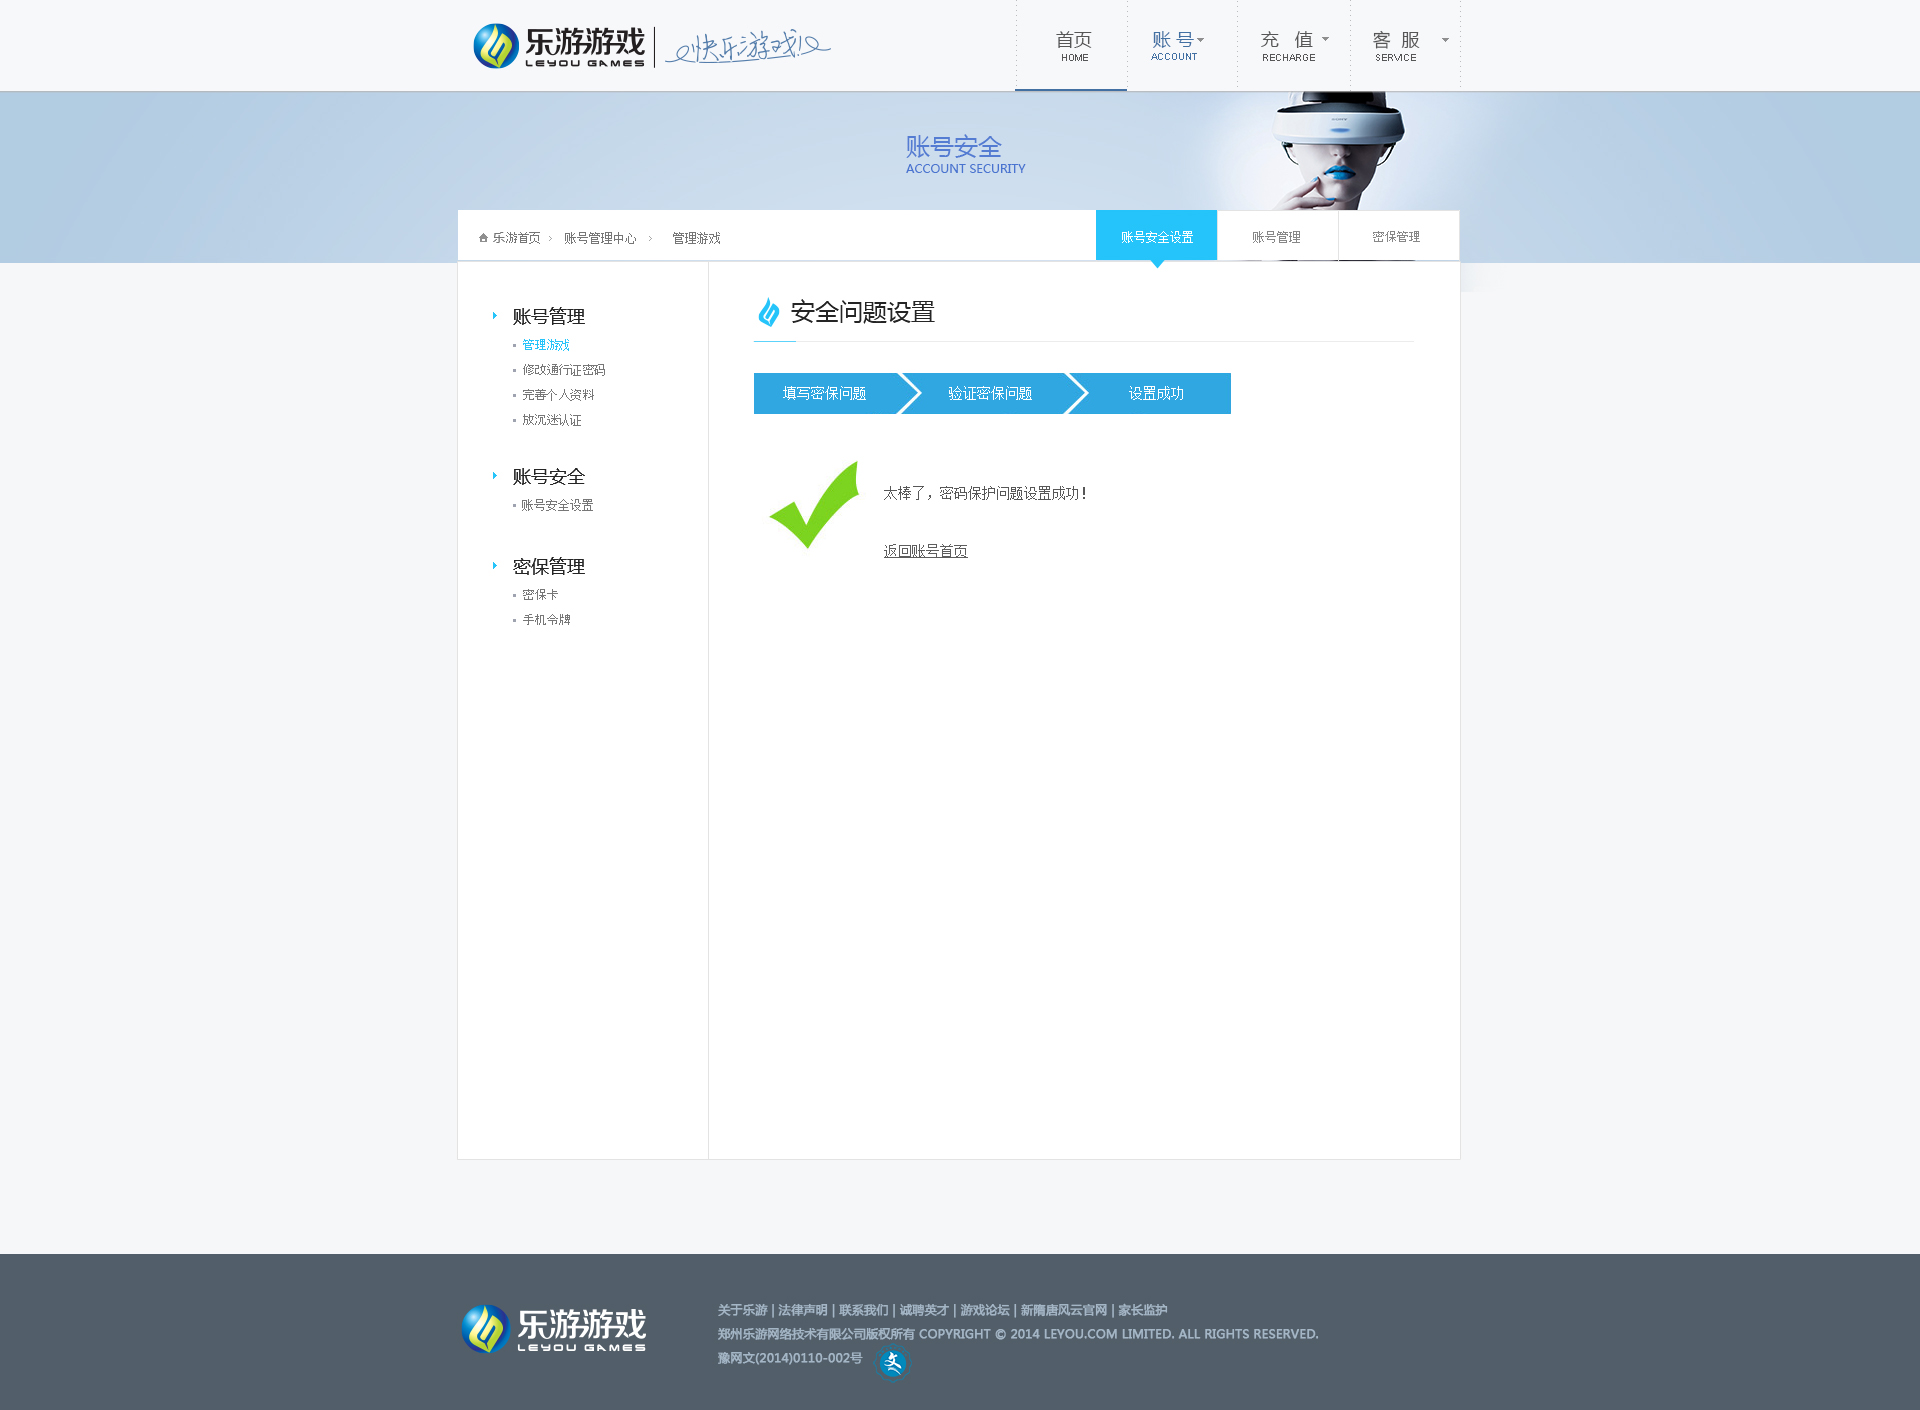 乐游游戏
LEYOU GAMES
快乐游戏
首页
HOME
账 号
ACCOUNT
充 值
RECHARGE
客 服
SERVICE
账号安全
ACCOUNT SECURITY
乐游首页 > 账号管理中心 > 管理游戏
账号安全设置
账号管理
密保管理
账号管理
管理游戏
修改通行证密码
完善个人资料
放沉迷认证
账号安全
账号安全设置
密保管理
密保卡
手机令牌
安全问题设置
填写密保问题
验证密保问题
设置成功
太棒了，密码保护问题设置成功！
返回账号首页
乐游游戏
LEYOU GAMES
关于乐游 | 法律声明 | 联系我们 | 诚聘英才 | 游戏论坛 | 新隋唐风云官网 | 家长监护
郑州乐游网络技术有限公司版权所有 COPYRIGHT © 2014 LEYOU.COM LIMITED. ALL RIGHTS RESERVED.
豫网文(2014)0110-002号